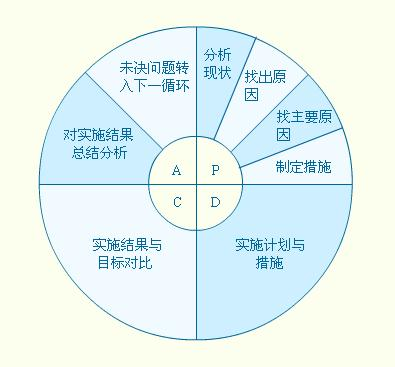 分析
现状
找出原
因
找主要原
因
制定措施
实施计划与
措施
实施结果与
目标对比
对实施结果
总结分析
未决问题转
入下一循环
A
P
C
D